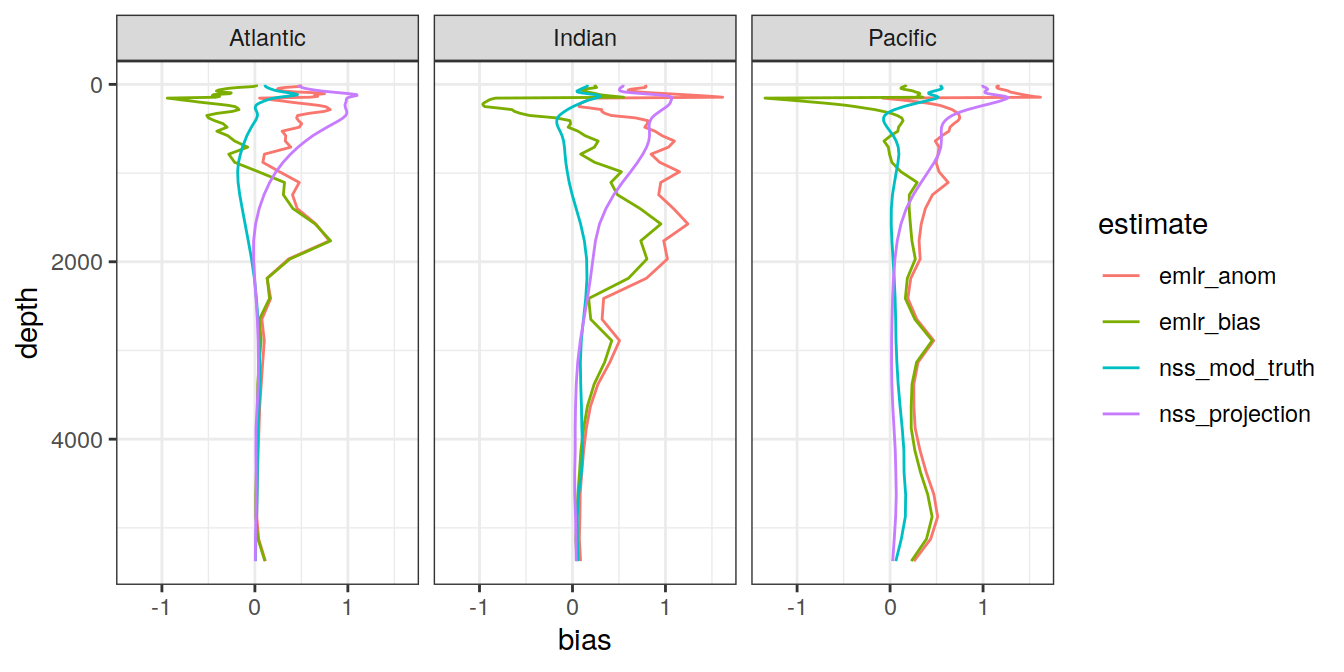 Atlantic Indian Pacific
0
2000
4000
depth
-1 0 1 -1 0 1 -1 0 1
bias
estimate
emlr_anom
emlr_bias
nss_mod_truth
nss_projection